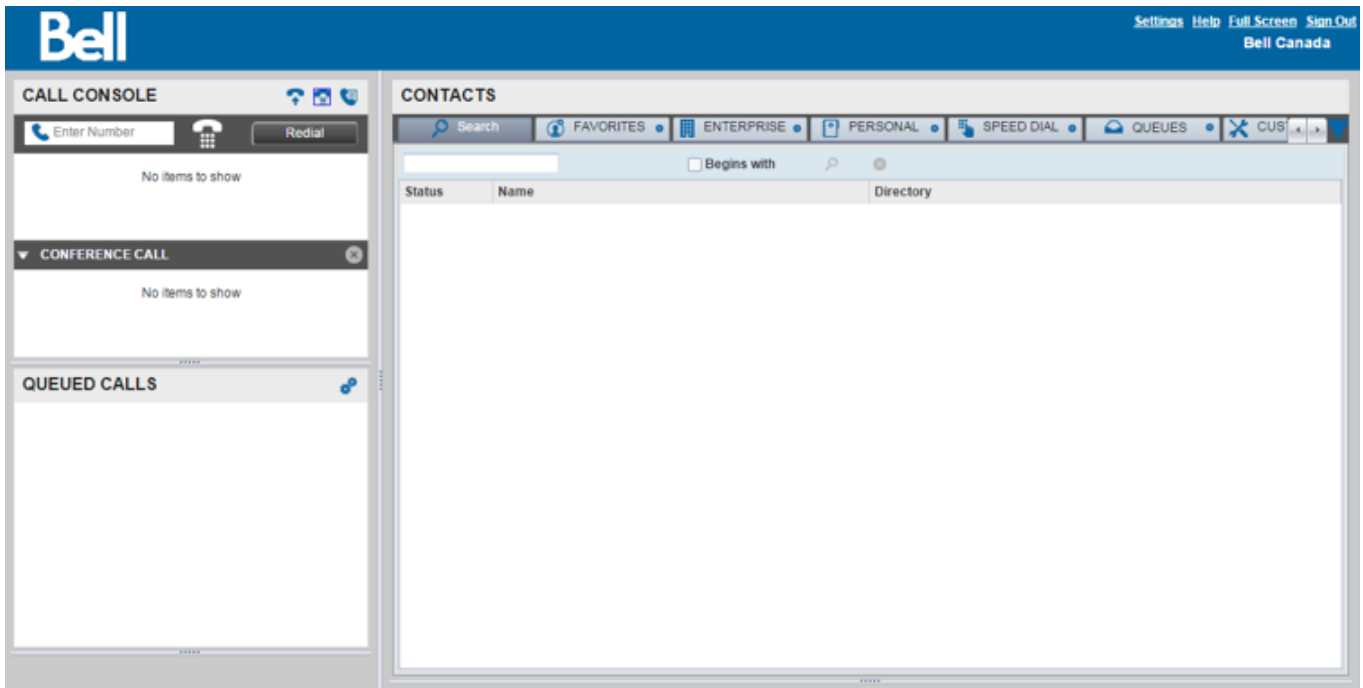 Bell
Settings Help Full Screen Sign Out
Bell Canada
CALL CONSOLE
Enter Number
Redial
No items to show
CONFERENCE CALL
No items to show
QUEUED CALLS
CONTACTS
Search FAVORITES ENTERPRISE PERSONAL SPEED DIAL QUEUES CUST
Begins with
Status Name Directory